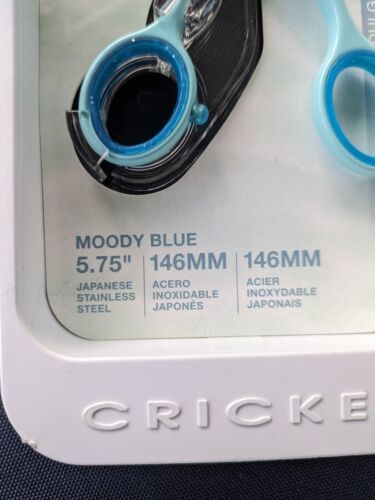 MOODY BLUE
5.75" 146MM 146MM
JAPANESE ACERO ACIER
STAINLESS INOXIDABLE INOXYDABLE
STEEL JAPONÉS JAPONAIS
CRICKE